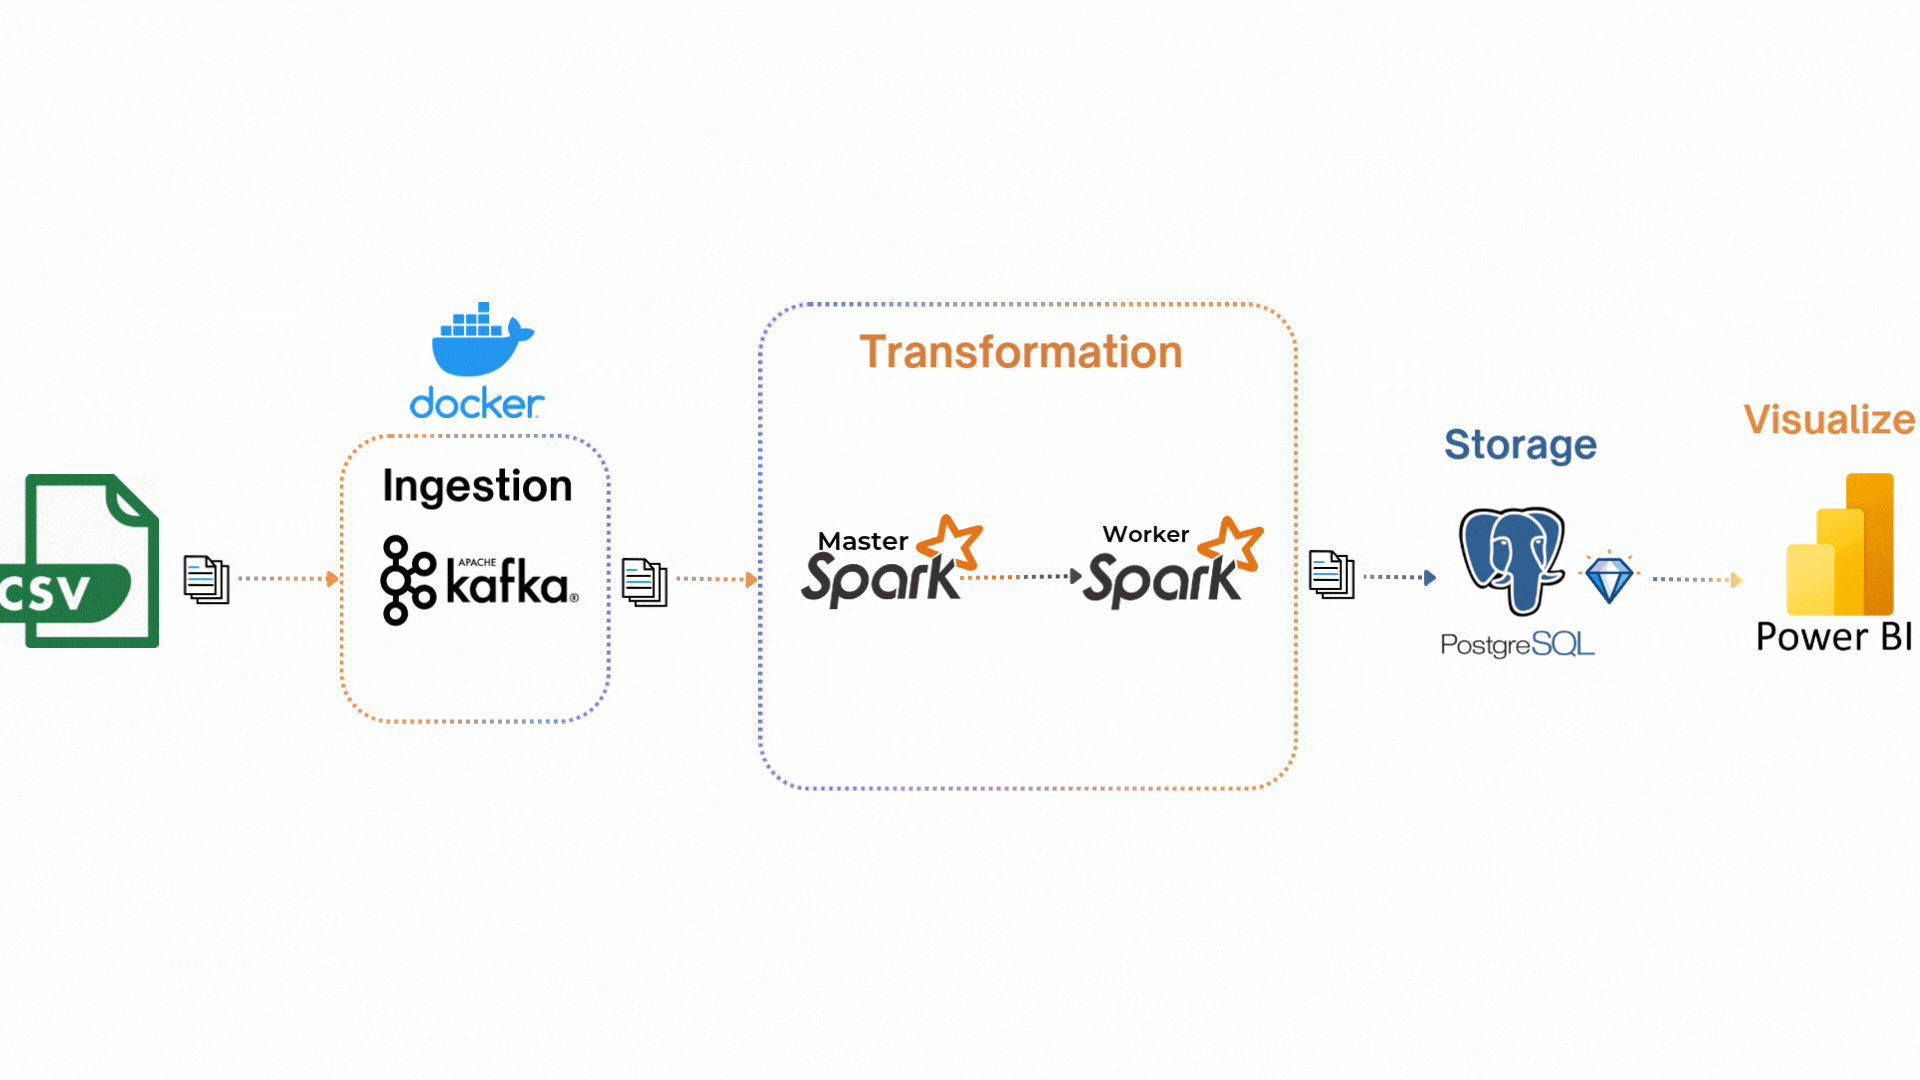 docker
Ingestion
APACHE
kafka®
CSV
Transformation
Master
Spark
Worker
Spark
Storage
PostgreSQL
Visualize
Power BI